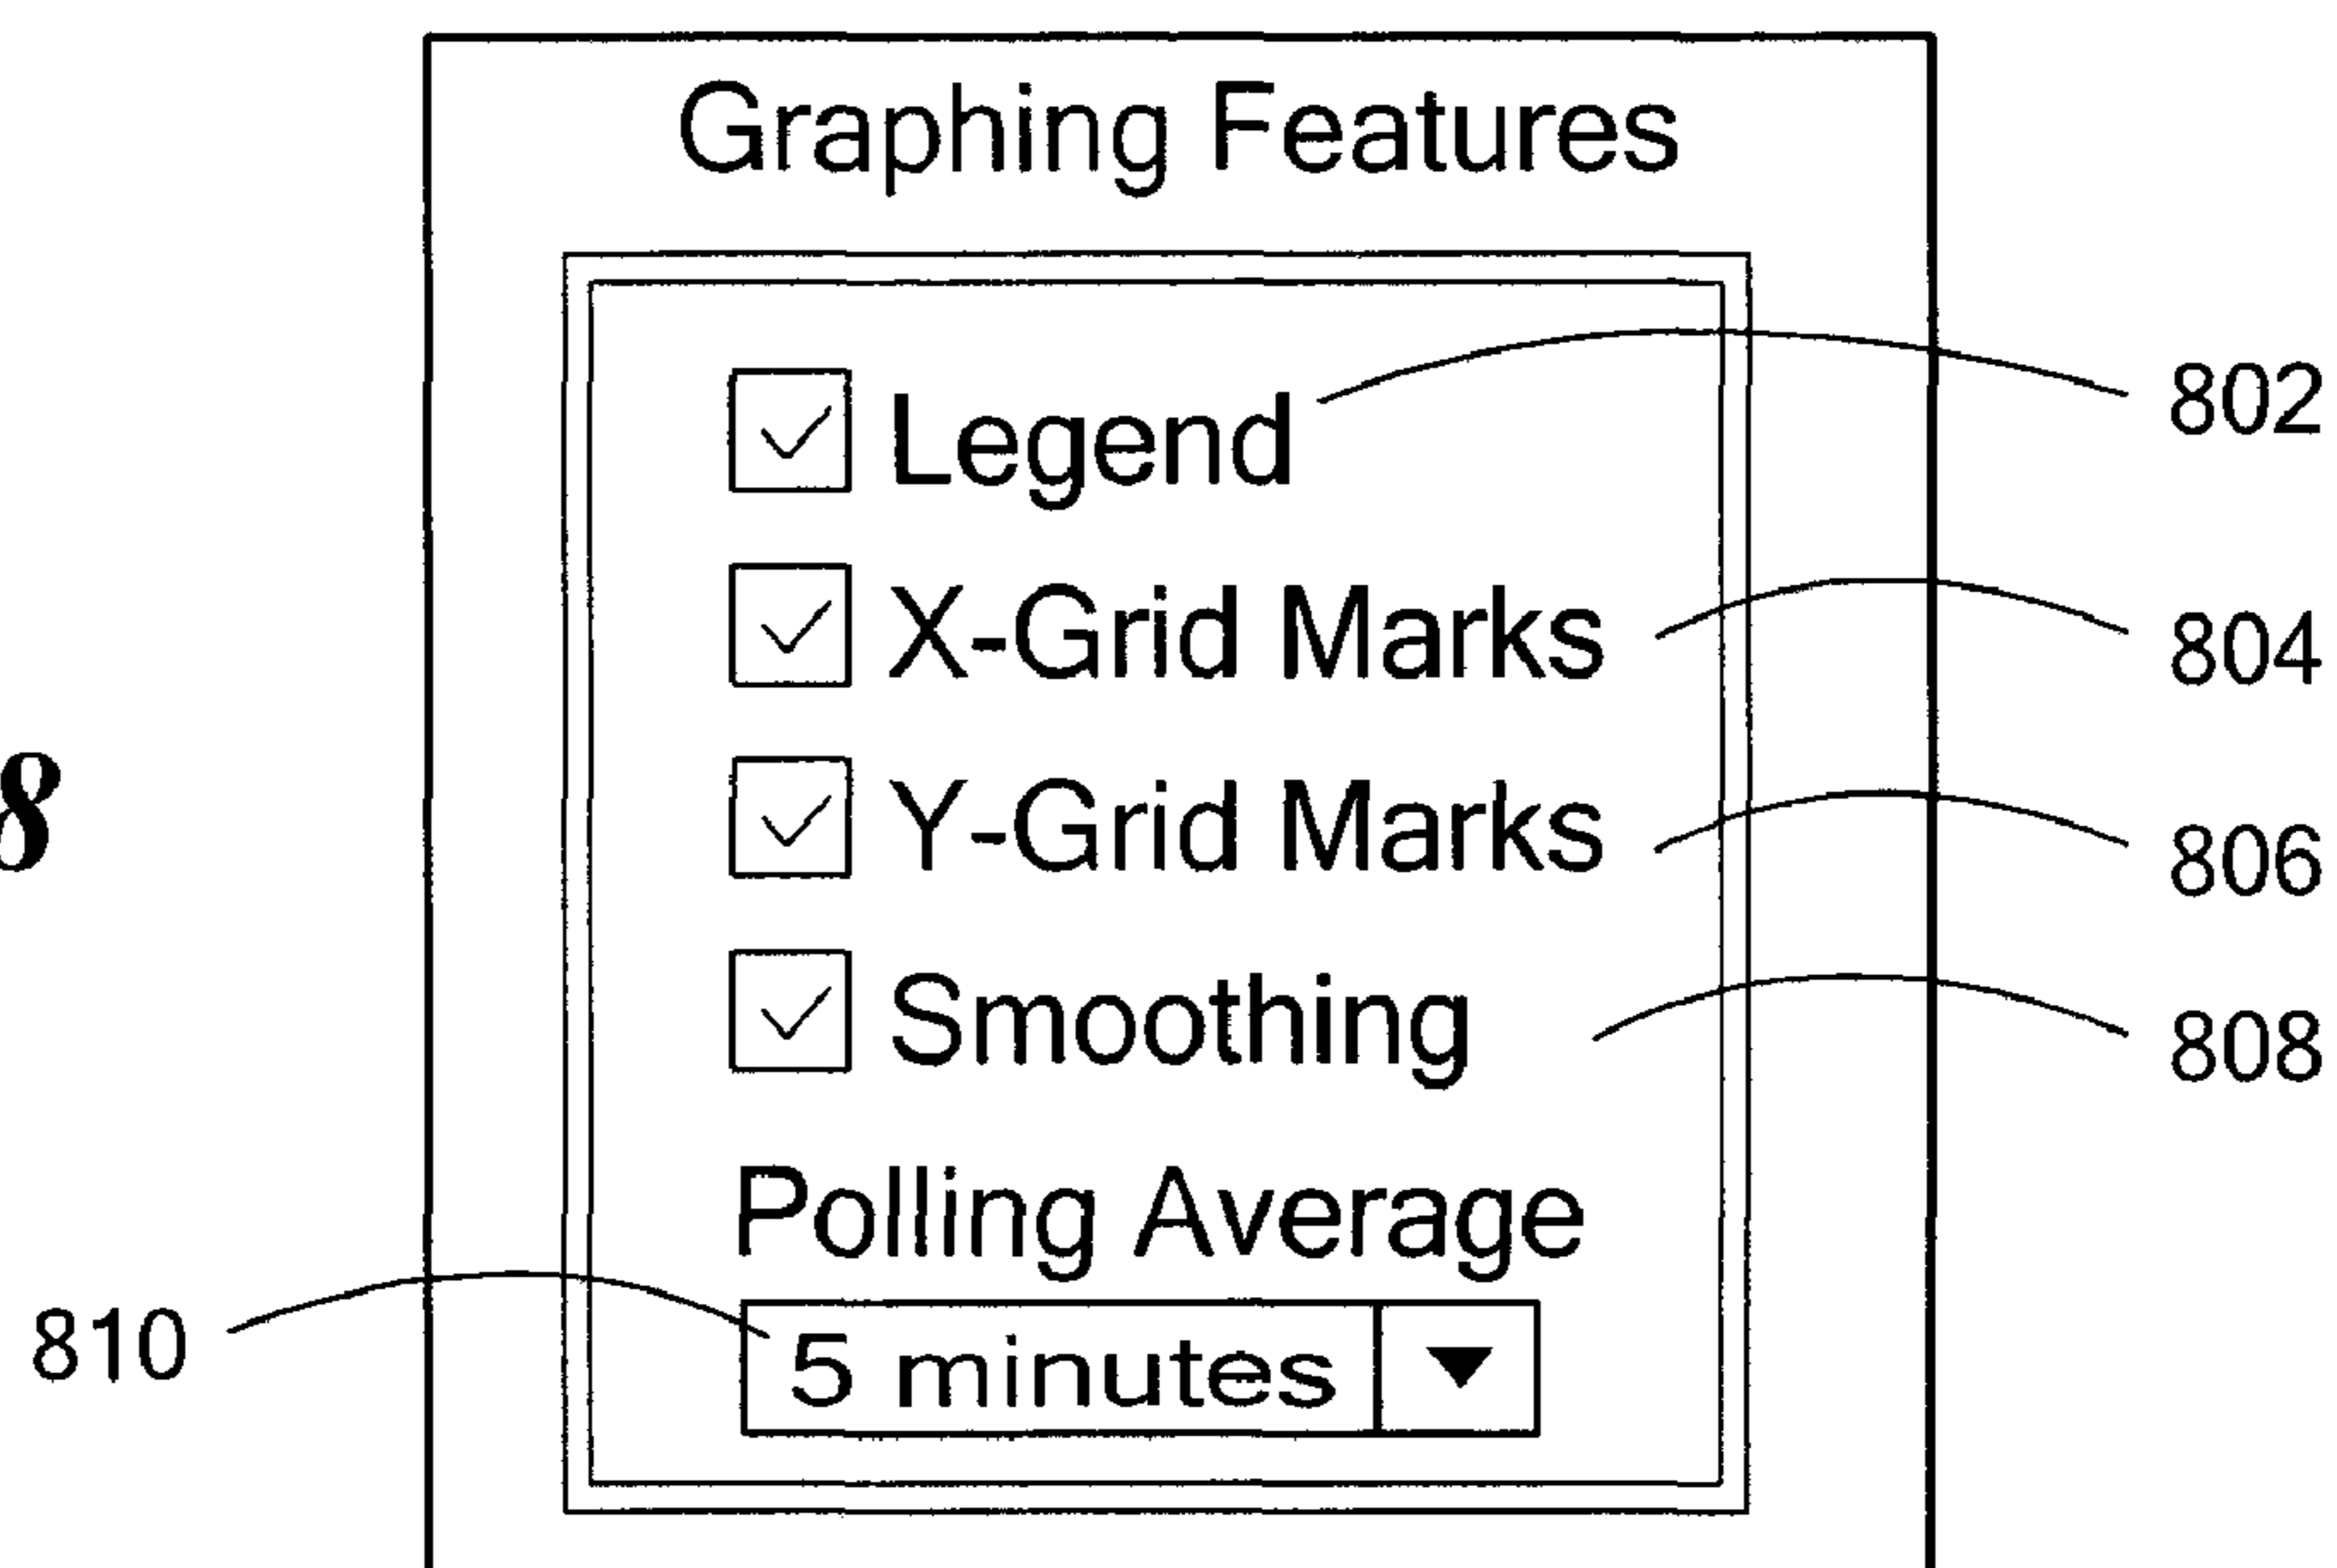 Graphing Features
Legend
802
X-Grid Marks
804
8
Y-Grid Marks
806
Smoothing
808
Polling Average
810
5 minutes